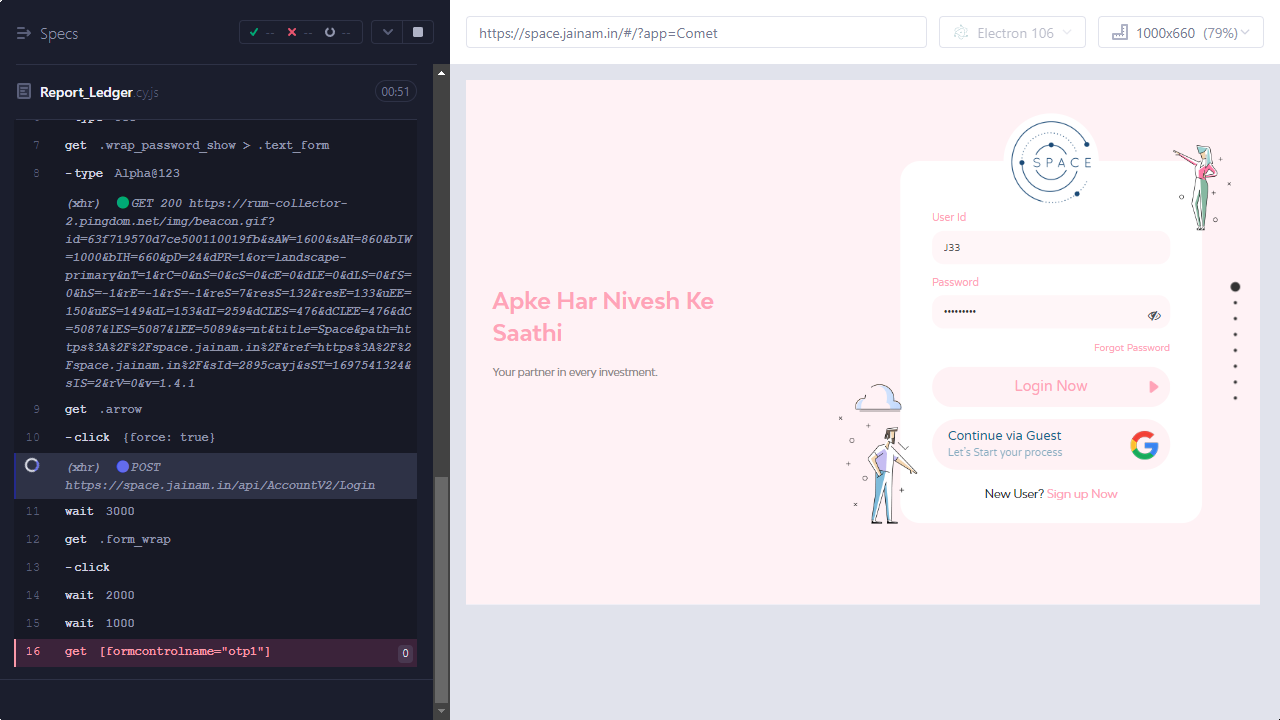 Specs
--
--
--
Report_Ledger.cy.js
00:51
7 get .wrap_password_show > .text_form
8 -type Alpha@123
(xhr) GET 200 https://rum-collector-
2.pingdom.net/img/beacon.gif?
id=63f719570d7ce500110019fb&sAW=1600&sAH=860&bIW
=1000&bIH=660&pD=24&dPR=1&or=landscape-
primary&nT=1&rC=0&nS=0&cS=0&cE=0&dLE=0&dLS=0&fS=
0&hS=-1&rE=-1&rS=-1&reS=7&resS=132&resE=133&uEE=
150&uES=149&dL=153&dI=259&dCLES=476&dCLEE=476&dC
=5087&lES=5087&lEE=5089&s=nt&title=Space&path=ht
tps%3A%2F%2Fspace.jainam.in%2F&ref=https%3A%2F%2
Fspace.jainam.in%2F&sId=2895cayj&sST=1697541324&
sIS=2&rV=0&v=1.4.1
9 get .arrow
10 -click {force: true}
(xhr) POST
https://space.jainam.in/api/AccountV2/Login
11 wait 3000
12 get .form_wrap
13 -click
14 wait 2000
15 wait 1000
16 get [formcontrolname="otp1"] 0
https://space.jainam.in/#/?app=Comet
Electron 106
1000x660 (79%)
Apke Har Nivesh Ke
Saathi
Your partner in every investment.
SPACE
User Id
J33
Password
•••••••••
Forgot Password
Login Now
Continue via Guest
Let's Start your process
New User? Sign up Now